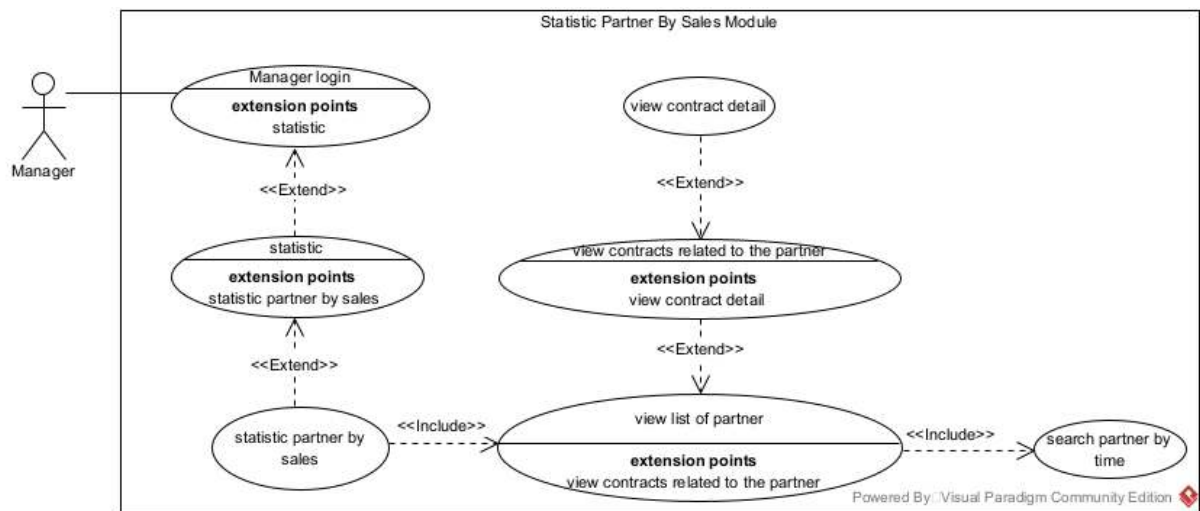 Statistic Partner By Sales Module
Manager
Manager login
extension points
statistic
<<Extend>>
statistic
extension points
statistic partner by sales
<<Extend>>
statistic partner by
sales
<<Include>>
view contract detail
<<Extend>>
view contracts related to the partner
extension points
view contract detail
<<Extend>>
view list of partner
extension points
view contracts related to the partner
<<Include>>
search partner by
time
Powered By Visual Paradigm Community Edition